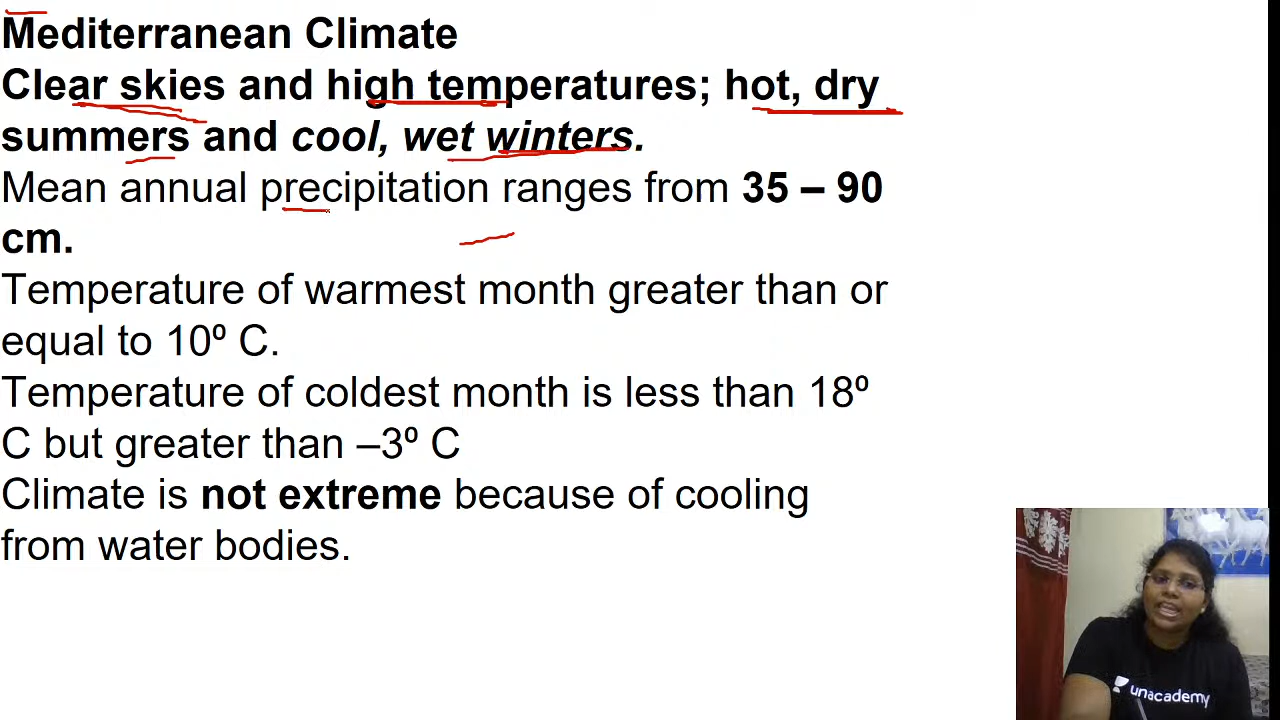 Mediterranean Climate
Clear skies and high temperatures; hot, dry
summers and cool, wet winters.
Mean annual precipitation ranges from 35 – 90
cm.
Temperature of warmest month greater than or
equal to 10º C.
Temperature of coldest month is less than 18º
C but greater than –3º C
Climate is not extreme because of cooling
from water bodies.
unacademy